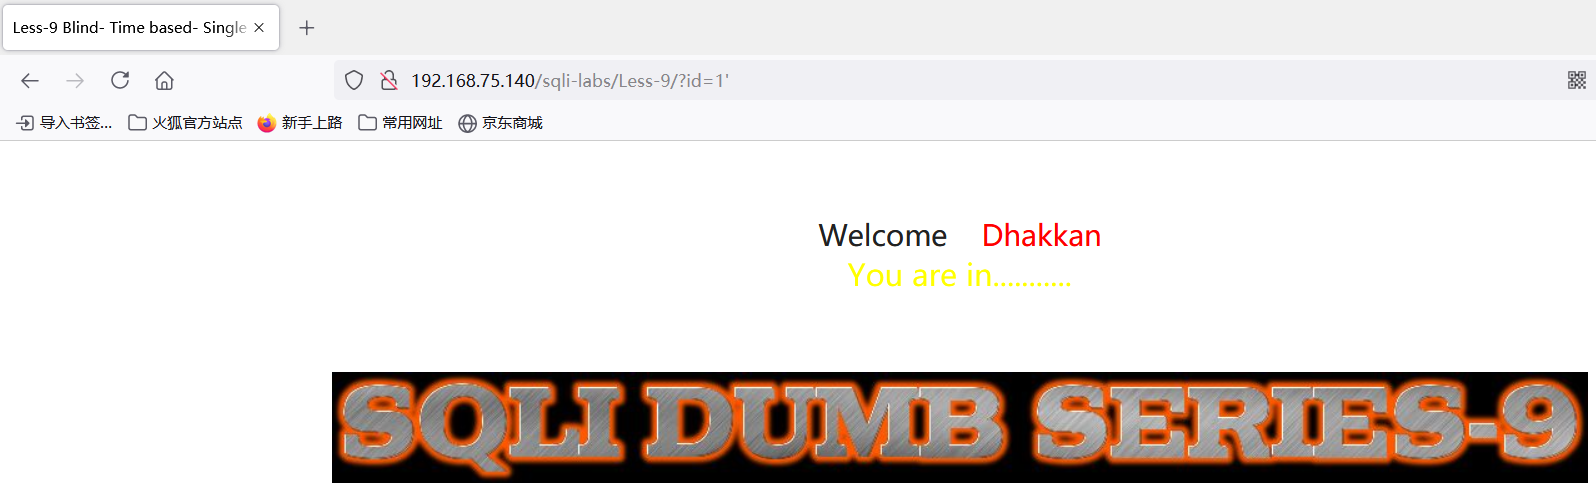 Less-9 Blind- Time based- Single
192.168.75.140/sqli-labs/Less-9/?id=1'
导入书签... 火狐官方站点 新手上路 常用网址 京东商城
Welcome Dhakkan
You are in...........
SQLI DUMB SERIES-9